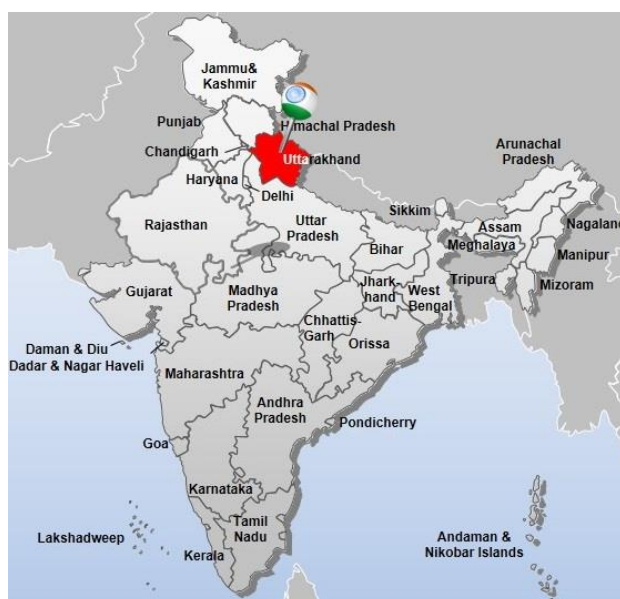 Jammu&
Kashmir
Punjab
Himachal Pradesh
Chandigarh
Uttarakhand
Haryana
Delhi
Arunachal
Pradesh
Rajasthan
Uttar
Pradesh
Sikkim
Assam
Nagaland
Bihar
Meghalaya
Manipur
Gujarat
Madhya
Pradesh
Jhark-
hand
West
Bengal
Tripura
Mizoram
Chhattis-
Garh
Orissa
Daman & Diu
Dadar & Nagar Haveli
Maharashtra
Andhra
Pradesh
Pondicherry
Goa
Karnataka
Tamil
Nadu
Lakshadweep
Kerala
Andaman &
Nikobar Islands